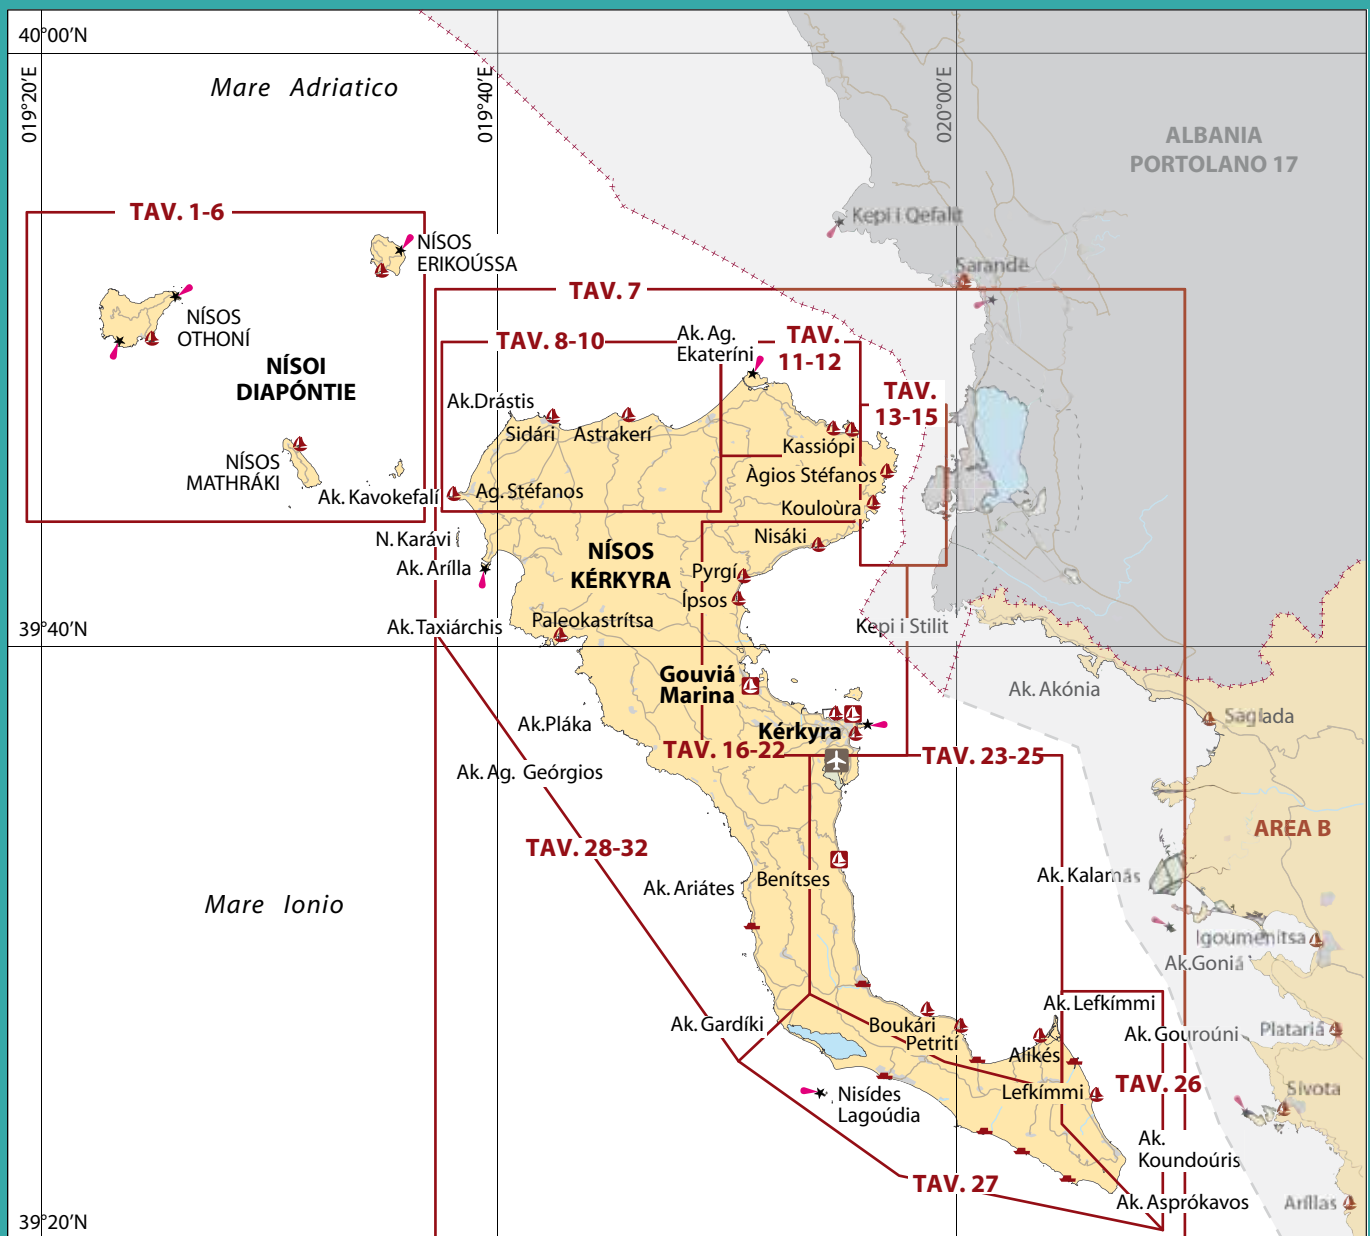 40°00'N
019°20'E
019°40'E
020°00'E
Mare Adriatico
ALBANIA
PORTOLANO 17
TAV. 1-6
Kepi i Qefalit
NÍSOS
ERIKOÚSSA
Sarandë
TAV. 7
NÍSOS
OTHONÍ
TAV. 8-10
Ak. Ag.
Ekateríni
TAV.
11-12
NÍSOI
DIAPÓNTIE
TAV.
13-15
Ak.Drástis
Sidári
Astrakerí
Kassiópi
NÍSOS
MATHRÁKI
Àgios Stéfanos
Ak. Kavokefalí
Ag. Stéfanos
Kouloùra
N. Karávi
Nisáki
NÍSOS
KÉRKYRA
Ak. Arílla
Pyrgí
Ípsos
39°40'N
Ak.Taxiárchis
Paleokastrítsa
Kepi i Stilit
Gouviá
Marina
Ak. Akónia
Ak.Pláka
Kérkyra
Sagiada
TAV. 16-22
TAV. 23-25
Ak. Ag. Geórgios
AREA B
TAV. 28-32
Ak. Ariátes
Benítses
Ak. Kalamás
Mare Ionio
Igoumenítsa
Ak.Goniá
Ak. Lefkímmi
Ak. Gardíki
Boukári
Petrití
Alikés
Ak. Gouroúni
Plataria
TAV. 26
Nisídes
Lagoúdia
Lefkímmi
Sívota
Ak.
Koundoúris
TAV. 27
Ak. Asprókavos
Aríllas
39°20'N